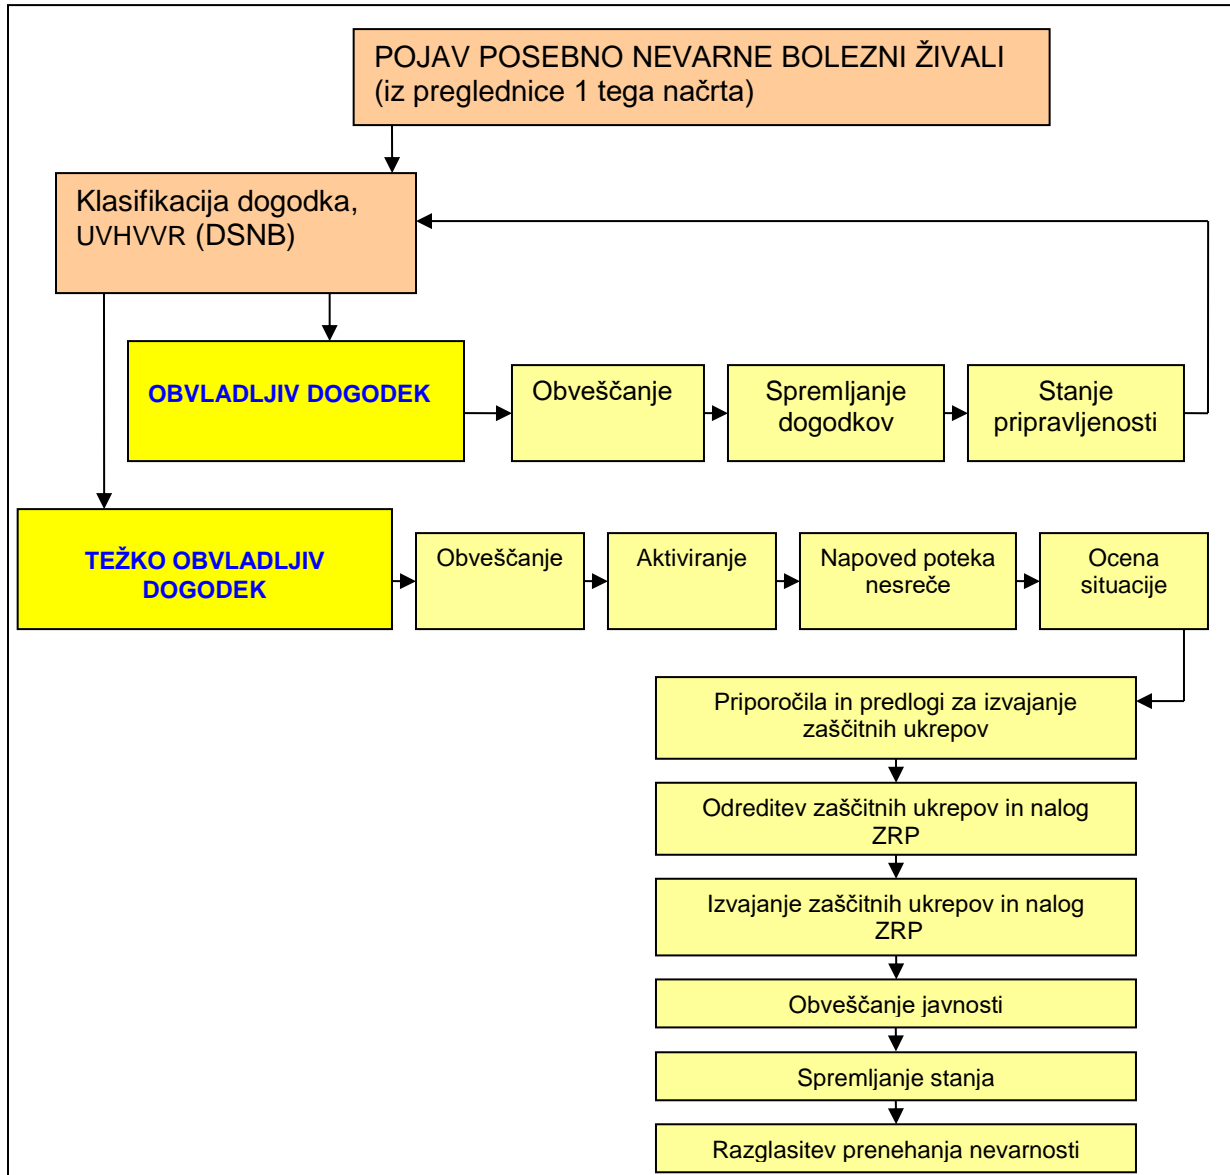 POJAV POSEBNO NEVARNE BOLEZNI ŽIVALI
(iz preglednice 1 tega načrta)
Klasifikacija dogodka,
UVHVVR (DSNB)
OBVLADLJIV DOGODEK
Obveščanje
Spremljanje
dogodkov
Stanje
pripravljenosti
TEŽKO OBVLADLJIV
DOGODEK
Obveščanje
Aktiviranje
Napoved poteka
nesreče
Ocena
situacije
Priporočila in predlogi za izvajanje
zaščitnih ukrepov
Odreditev zaščitnih ukrepov in nalog
ZRP
Izvajanje zaščitnih ukrepov in nalog
ZRP
Obveščanje javnosti
Spremljanje stanja
Razglasitev prenehanja nevarnosti